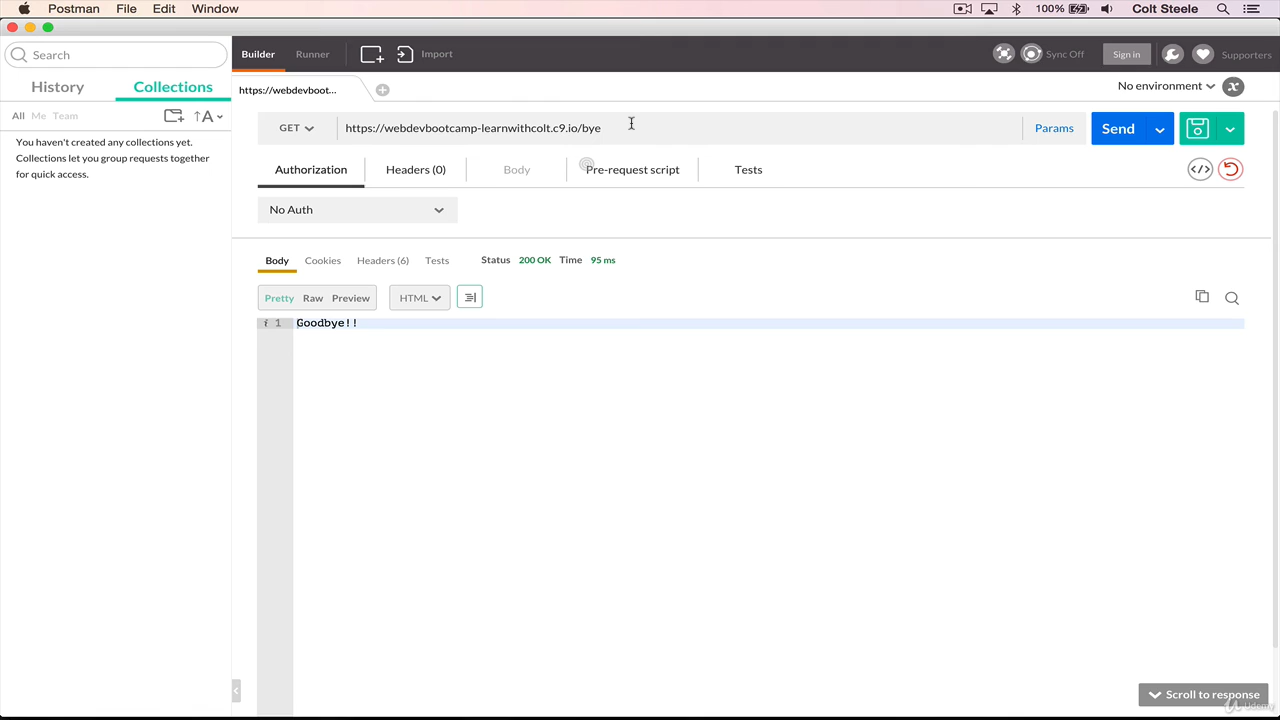 Postman File Edit Window 100% Colt Steele
Search
Builder Runner Import Sync Off Sign in Supporters
History Collections
https://webdevboot...
No environment
All Me Team
A
You haven't created any collections yet.
Collections let you group requests together
for quick access.
GET https://webdevbootcamp-learnwithcolt.c9.io/bye Params Send
Authorization Headers (0) Body Pre-request script Tests
No Auth
Body Cookies Headers (6) Tests Status 200 OK Time 95 ms
Pretty Raw Preview HTML
i 1 Goodbye!!
Scroll to response
Udemy